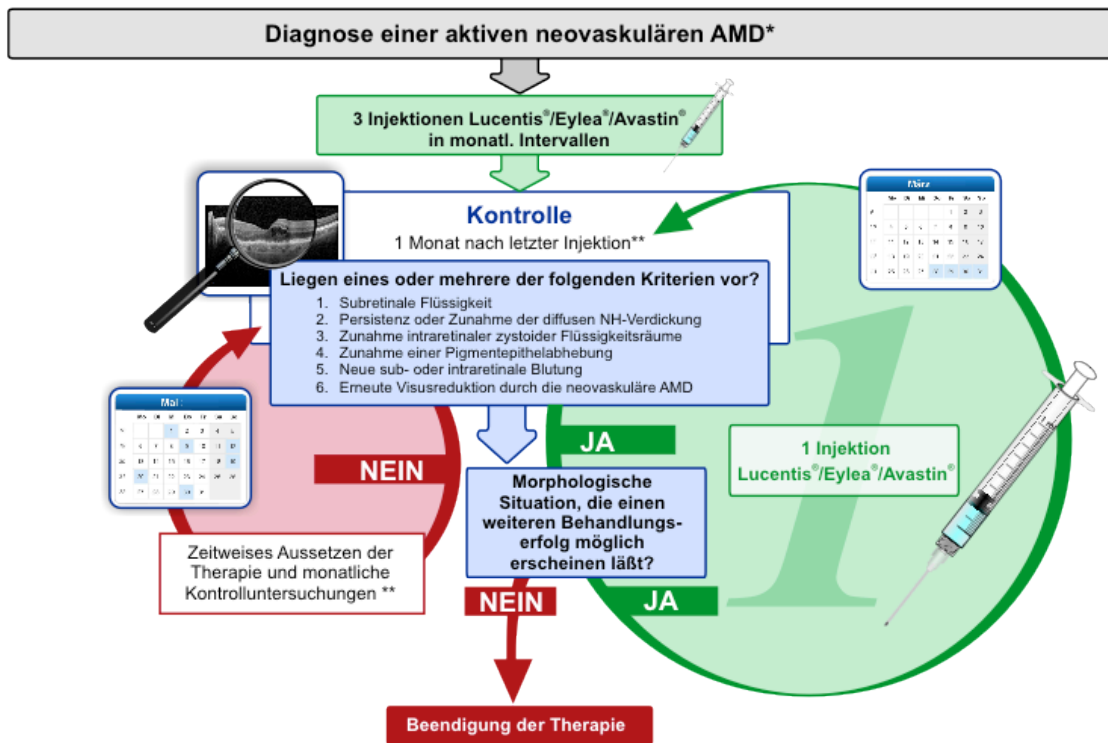 Diagnose einer aktiven neovaskulären AMD*
3 Injektionen Lucentis®/Eylea®/Avastin®
in monatl. Intervallen
Kontrolle
1 Monat nach letzter Injektion**
Liegen eines oder mehrere der folgenden Kriterien vor?
1. Subretinale Flüssigkeit
2. Persistenz oder Zunahme der diffusen NH-Verdickung
3. Zunahme intraretinaler zystoider Flüssigkeitsräume
4. Zunahme einer Pigmentepithelabhebung
5. Neue sub- oder intraretinale Blutung
6. Erneute Visusreduktion durch die neovaskuläre AMD
März
Mai
JA
NEIN
1
1 Injektion
Lucentis®/Eylea®/Avastin®
Morphologische
Situation, die einen
weiteren Behandlungs-
erfolg möglich
erscheinen läßt?
Zeitweises Aussetzen der
Therapie und monatliche
Kontrolluntersuchungen **
NEIN
JA
Beendigung der Therapie